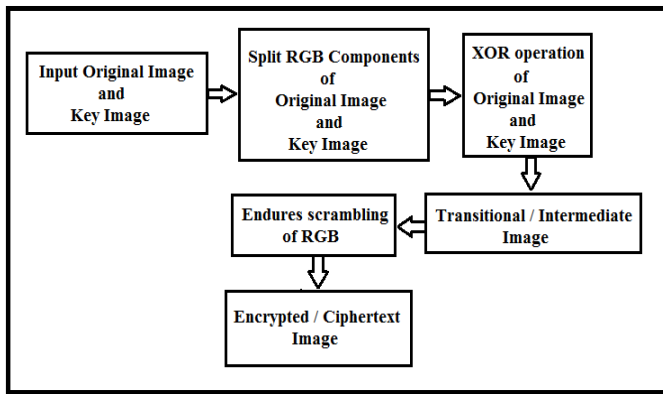 Input Original Image
and
Key Image
Split RGB Components
of
Original Image
and
Key Image
XOR operation
of
Original Image
and
Key Image
Transitional / Intermediate
Image
Endures scrambling
of RGB
Encrypted / Ciphertext
Image